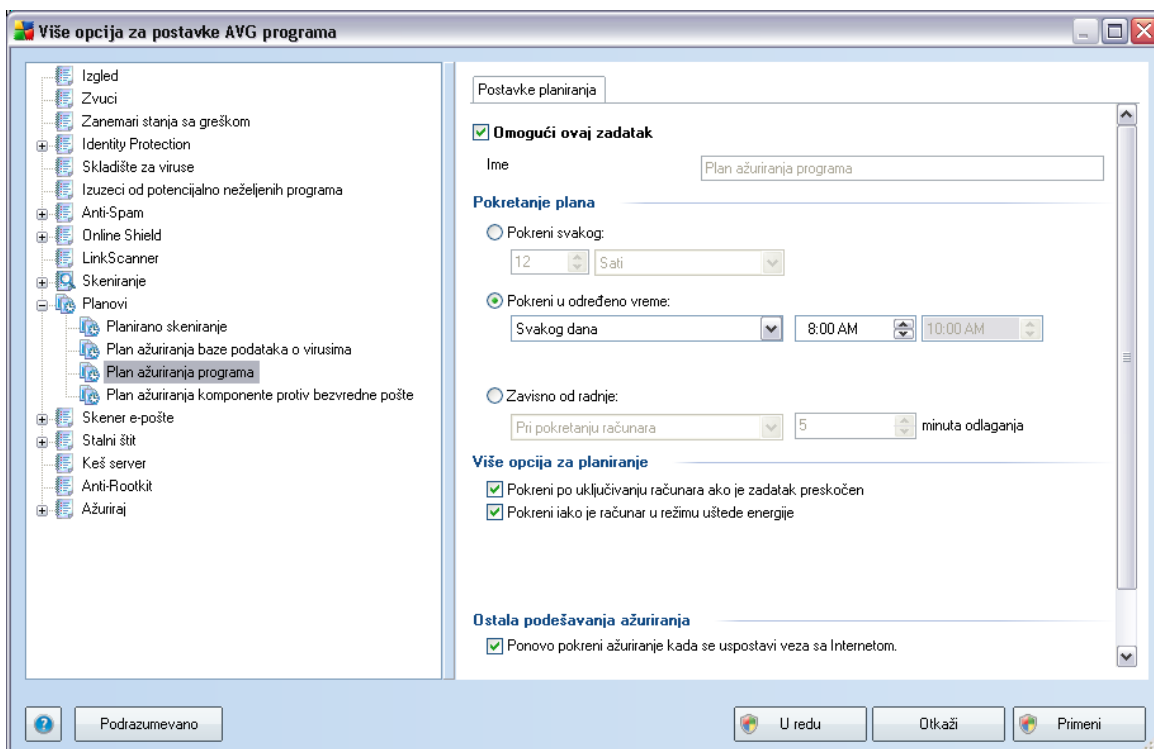 Više opcija za postavke AVG programa
Izgled
Zvuci
Zanemari stanja sa greškom
Identity Protection
Skladište za viruse
Izuzeci od potencijalno neželjenih programa
Anti-Spam
Online Shield
LinkScanner
Skeniranje
Planovi
Planirano skeniranje
Plan ažuriranja baze podataka o virusima
Plan ažuriranja programa
Plan ažuriranja komponente protiv bezvredne pošte
Skener e-pošte
Stalni štit
Keš server
Anti-Rootkit
Ažuriraj
Postavke planiranja
Omogući ovaj zadatak
Ime Plan ažuriranja programa
Pokretanje plana
Pokreni svakog:
12 Sati
Pokreni u određeno vreme:
Svakog dana 8:00 AM 10:00 AM
Zavisno od radnje:
Pri pokretanju računara 5 minuta odlaganja
Više opcija za planiranje
Pokreni po uključivanju računara ako je zadatak preskočen
Pokreni iako je računar u režimu uštede energije
Ostala podešavanja ažuriranja
Ponovo pokreni ažuriranje kada se uspostavi veza sa Internetom.
? Podrazumevano U redu Otkaži Primeni